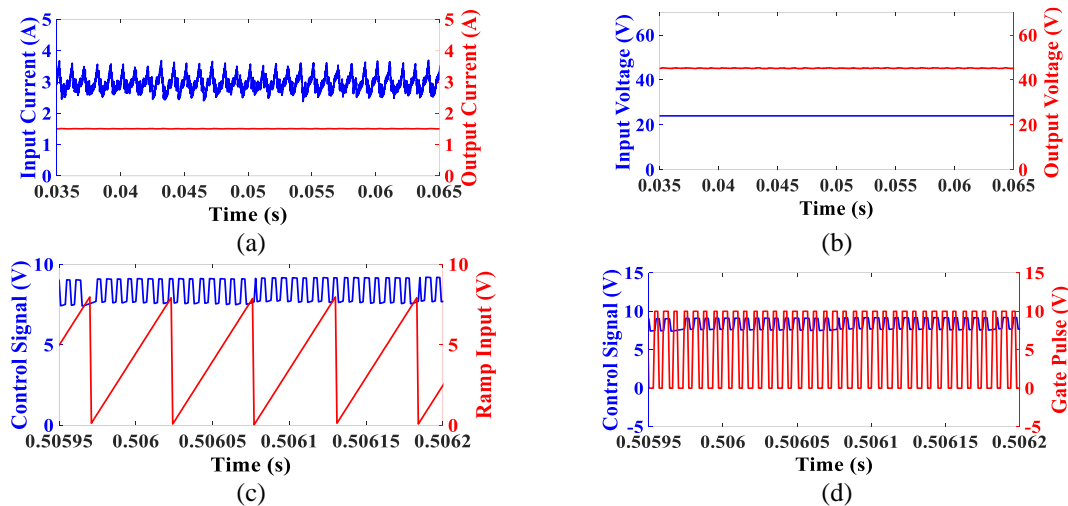 Input Current (A)
5
4
3
2
1
0
5
4
3
2
1
0
Output Current (A)
0.035 0.04 0.045 0.05 0.055 0.06 0.065
Time (s)
(a)
Input Voltage (V)
60
40
20
0
60
40
20
0
Output Voltage (V)
0.035 0.04 0.045 0.05 0.055 0.06 0.065
Time (s)
(b)
Control Signal (V)
10
5
0
10
5
0
Ramp Input (V)
0.50595 0.506 0.50605 0.5061 0.50615 0.5062
Time (s)
(c)
Control Signal (V)
15
10
5
0
-5
15
10
5
0
-5
Gate Pulse (V)
0.50595 0.506 0.50605 0.5061 0.50615 0.5062
Time (s)
(d)